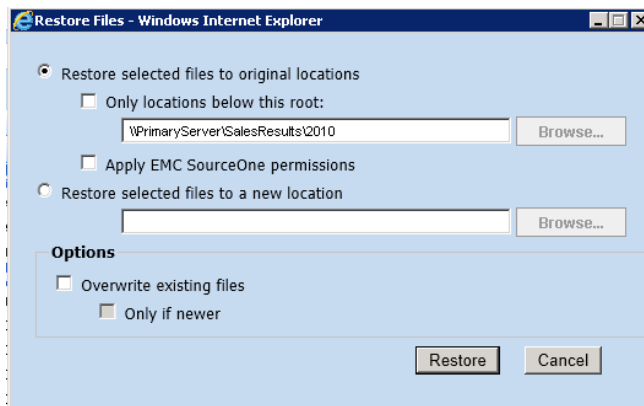 Restore Files - Windows Internet Explorer
Restore selected files to original locations
Only locations below this root:
\\PrimaryServer\SalesResults\2010
Browse...
Apply EMC SourceOne permissions
Restore selected files to a new location
Browse...
Options
Overwrite existing files
Only if newer
Restore
Cancel